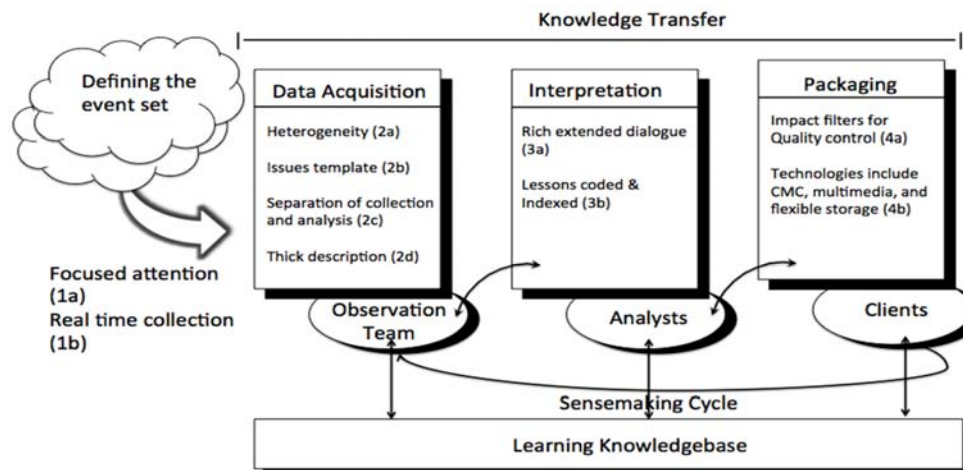 Knowledge Transfer
Defining the
event set
Data Acquisition
Heterogeneity (2a)
Issues template (2b)
Separation of collection
and analysis (2c)
Thick description (2d)
Interpretation
Rich extended dialogue
(3a)
Lessons coded &
Indexed (3b)
Packaging
Impact filters for
Quality control (4a)
Technologies include
CMC, multimedia, and
flexible storage (4b)
Focused attention
(1a)
Real time collection
(1b)
Observation
Team
Analysts
Clients
Sensemaking Cycle
Learning Knowledgebase